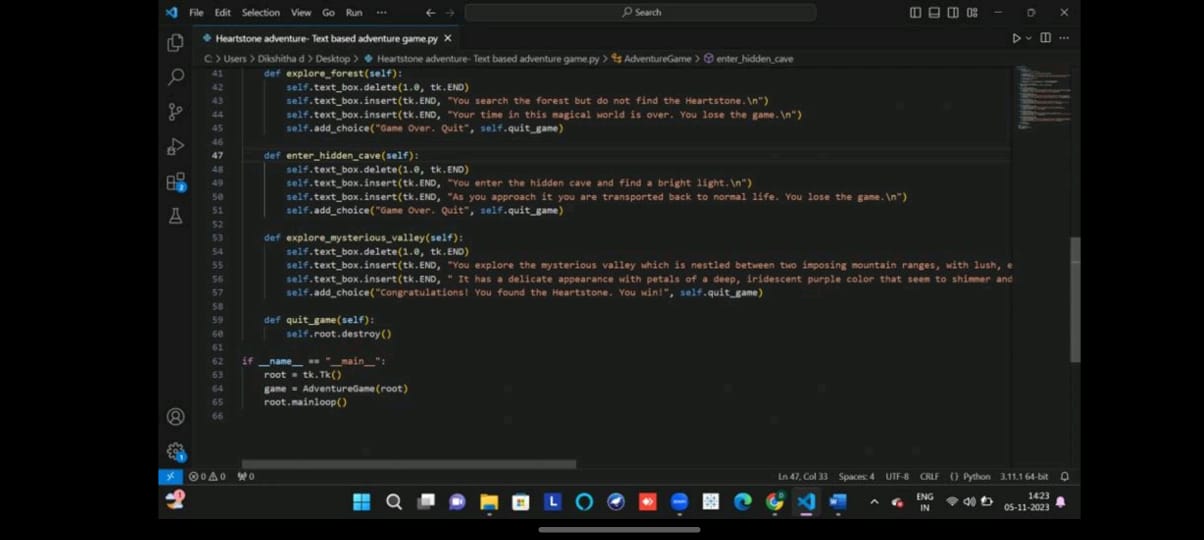 File Edit Selection View Go Run ··· Search
Heartstone adventure- Text based adventure game.py
C: > Users > Dikshitha d > Desktop > Heartstone adventure- Text based adventure game.py > AdventureGame > enter_hidden_cave
41 def explore_forest(self):
42 self.text_box.delete(1.0, tk.END)
43 self.text_box.insert(tk.END, "You search the forest but do not find the Heartstone.\n")
44 self.text_box.insert(tk.END, "Your time in this magical world is over. You lose the game.\n")
45 self.add_choice("Game Over. Quit", self.quit_game)
46
47 def enter_hidden_cave(self):
48 self.text_box.delete(1.0, tk.END)
49 self.text_box.insert(tk.END, "You enter the hidden cave and find a bright light.\n")
50 self.text_box.insert(tk.END, "As you approach it you are transported back to normal life. You lose the game.\n")
51 self.add_choice("Game Over. Quit", self.quit_game)
52
53 def explore_mysterious_valley(self):
54 self.text_box.delete(1.0, tk.END)
55 self.text_box.insert(tk.END, "You explore the mysterious valley which is nestled between two imposing mountain ranges, with lush, e
56 self.text_box.insert(tk.END, " It has a delicate appearance with petals of a deep, iridescent purple color that seem to shimmer and
57 self.add_choice("Congratulations! You found the Heartstone. You win!", self.quit_game)
58
59 def quit_game(self):
60 self.root.destroy()
61
62 if __name__ == "__main__":
63 root = tk.Tk()
64 game = AdventureGame(root)
65 root.mainloop()
66
2
1
0 0 0 Ln 47, Col 33 Spaces: 4 UTF-8 CRLF {} Python 3.11.1 64-bit
1 L ENG 14:23
IN 05-11-2023